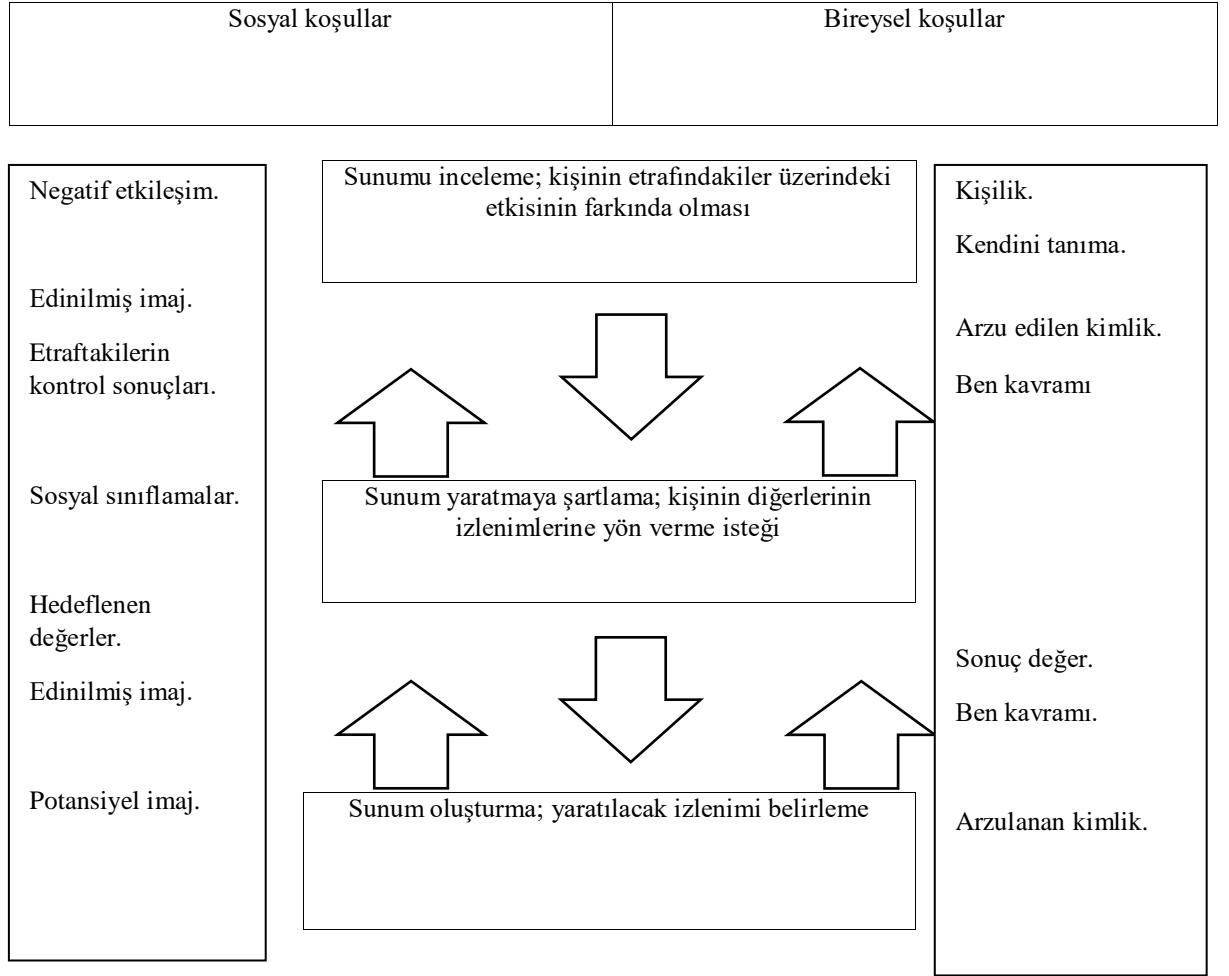 Sosyal koşullar
Bireysel koşullar
Negatif etkileşim.
Edinilmiş imaj.
Etraftakilerin
kontrol sonuçları.
Sosyal sınıflamalar.
Hedeflenen
değerler.
Edinilmiş imaj.
Potansiyel imaj.
Sunumu inceleme; kişinin etrafındakiler üzerindeki
etkisinin farkında olması
Sunum yaratmaya şartlama; kişinin diğerlerinin
izlenimlerine yön verme isteği
Sunum oluşturma; yaratılacak izlenimi belirleme
Kişilik.
Kendini tanıma.
Arzu edilen kimlik.
Ben kavramı
Sonuç değer.
Ben kavramı.
Arzulanan kimlik.